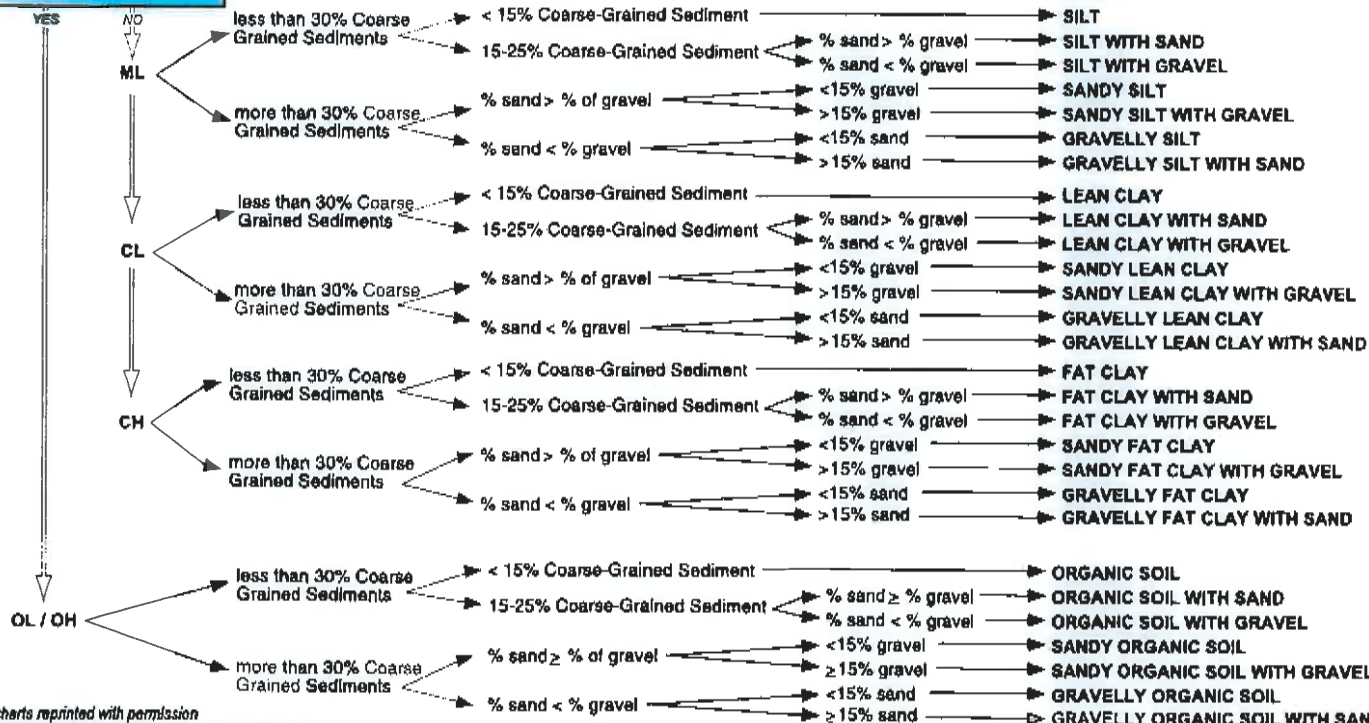 YES NO
less than 30% Coarse
Grained Sediments
< 15% Coarse-Grained Sediment
SILT
15-25% Coarse-Grained Sediment
% sand > % gravel
SILT WITH SAND
% sand < % gravel
SILT WITH GRAVEL
ML
more than 30% Coarse
Grained Sediments
% sand > % of gravel
<15% gravel
SANDY SILT
>15% gravel
SANDY SILT WITH GRAVEL
% sand < % gravel
<15% sand
GRAVELLY SILT
>15% sand
GRAVELLY SILT WITH SAND
less than 30% Coarse
Grained Sediments
< 15% Coarse-Grained Sediment
LEAN CLAY
15-25% Coarse-Grained Sediment
% sand > % gravel
LEAN CLAY WITH SAND
% sand < % gravel
LEAN CLAY WITH GRAVEL
CL
more than 30% Coarse
Grained Sediments
% sand > % of gravel
<15% gravel
SANDY LEAN CLAY
>15% gravel
SANDY LEAN CLAY WITH GRAVEL
% sand < % gravel
<15% sand
GRAVELLY LEAN CLAY
>15% sand
GRAVELLY LEAN CLAY WITH SAND
less than 30% Coarse
Grained Sediments
< 15% Coarse-Grained Sediment
FAT CLAY
15-25% Coarse-Grained Sediment
% sand > % gravel
FAT CLAY WITH SAND
% sand < % gravel
FAT CLAY WITH GRAVEL
CH
more than 30% Coarse
Grained Sediments
% sand > % of gravel
<15% gravel
SANDY FAT CLAY
>15% gravel
SANDY FAT CLAY WITH GRAVEL
% sand < % gravel
<15% sand
GRAVELLY FAT CLAY
>15% sand
GRAVELLY FAT CLAY WITH SAND
less than 30% Coarse
Grained Sediments
< 15% Coarse-Grained Sediment
ORGANIC SOIL
15-25% Coarse-Grained Sediment
% sand ≥ % gravel
ORGANIC SOIL WITH SAND
% sand < % gravel
ORGANIC SOIL WITH GRAVEL
OL / OH
more than 30% Coarse
Grained Sediments
% sand ≥ % of gravel
<15% gravel
SANDY ORGANIC SOIL
≥15% gravel
SANDY ORGANIC SOIL WITH GRAVEL
% sand < % gravel
<15% sand
GRAVELLY ORGANIC SOIL
≥15% sand
GRAVELLY ORGANIC SOIL WITH SAN
charts reprinted with permission